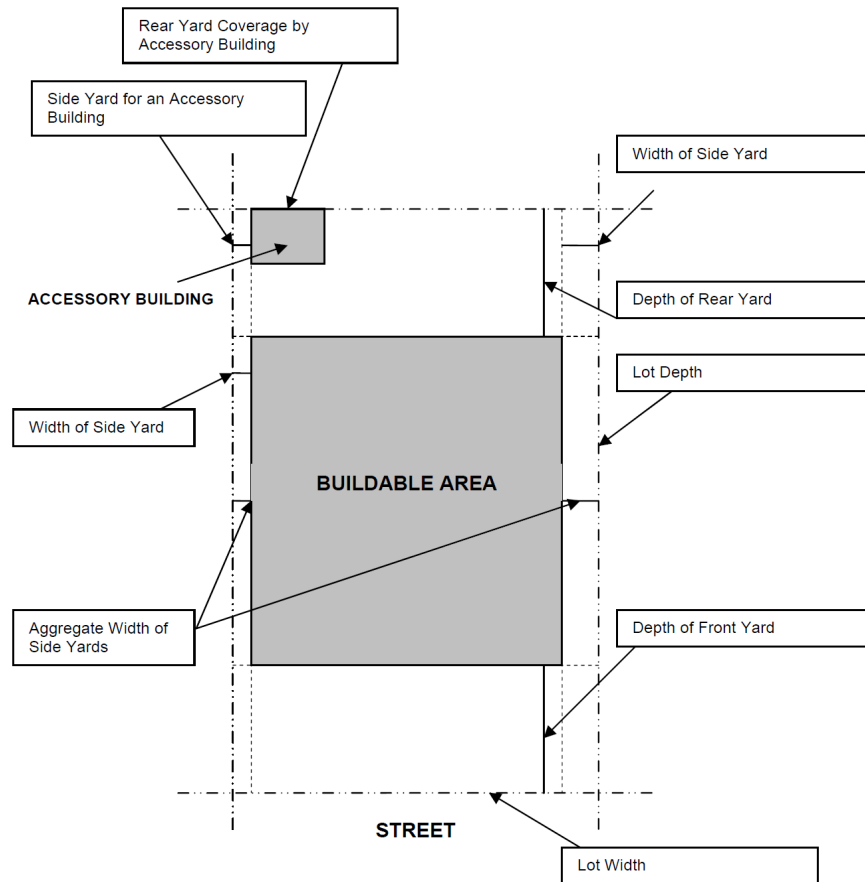 Rear Yard Coverage by
Accessory Building
Side Yard for an Accessory
Building
Width of Side Yard
ACCESSORY BUILDING
Depth of Rear Yard
Lot Depth
Width of Side Yard
BUILDABLE AREA
Aggregate Width of
Side Yards
Depth of Front Yard
STREET
Lot Width